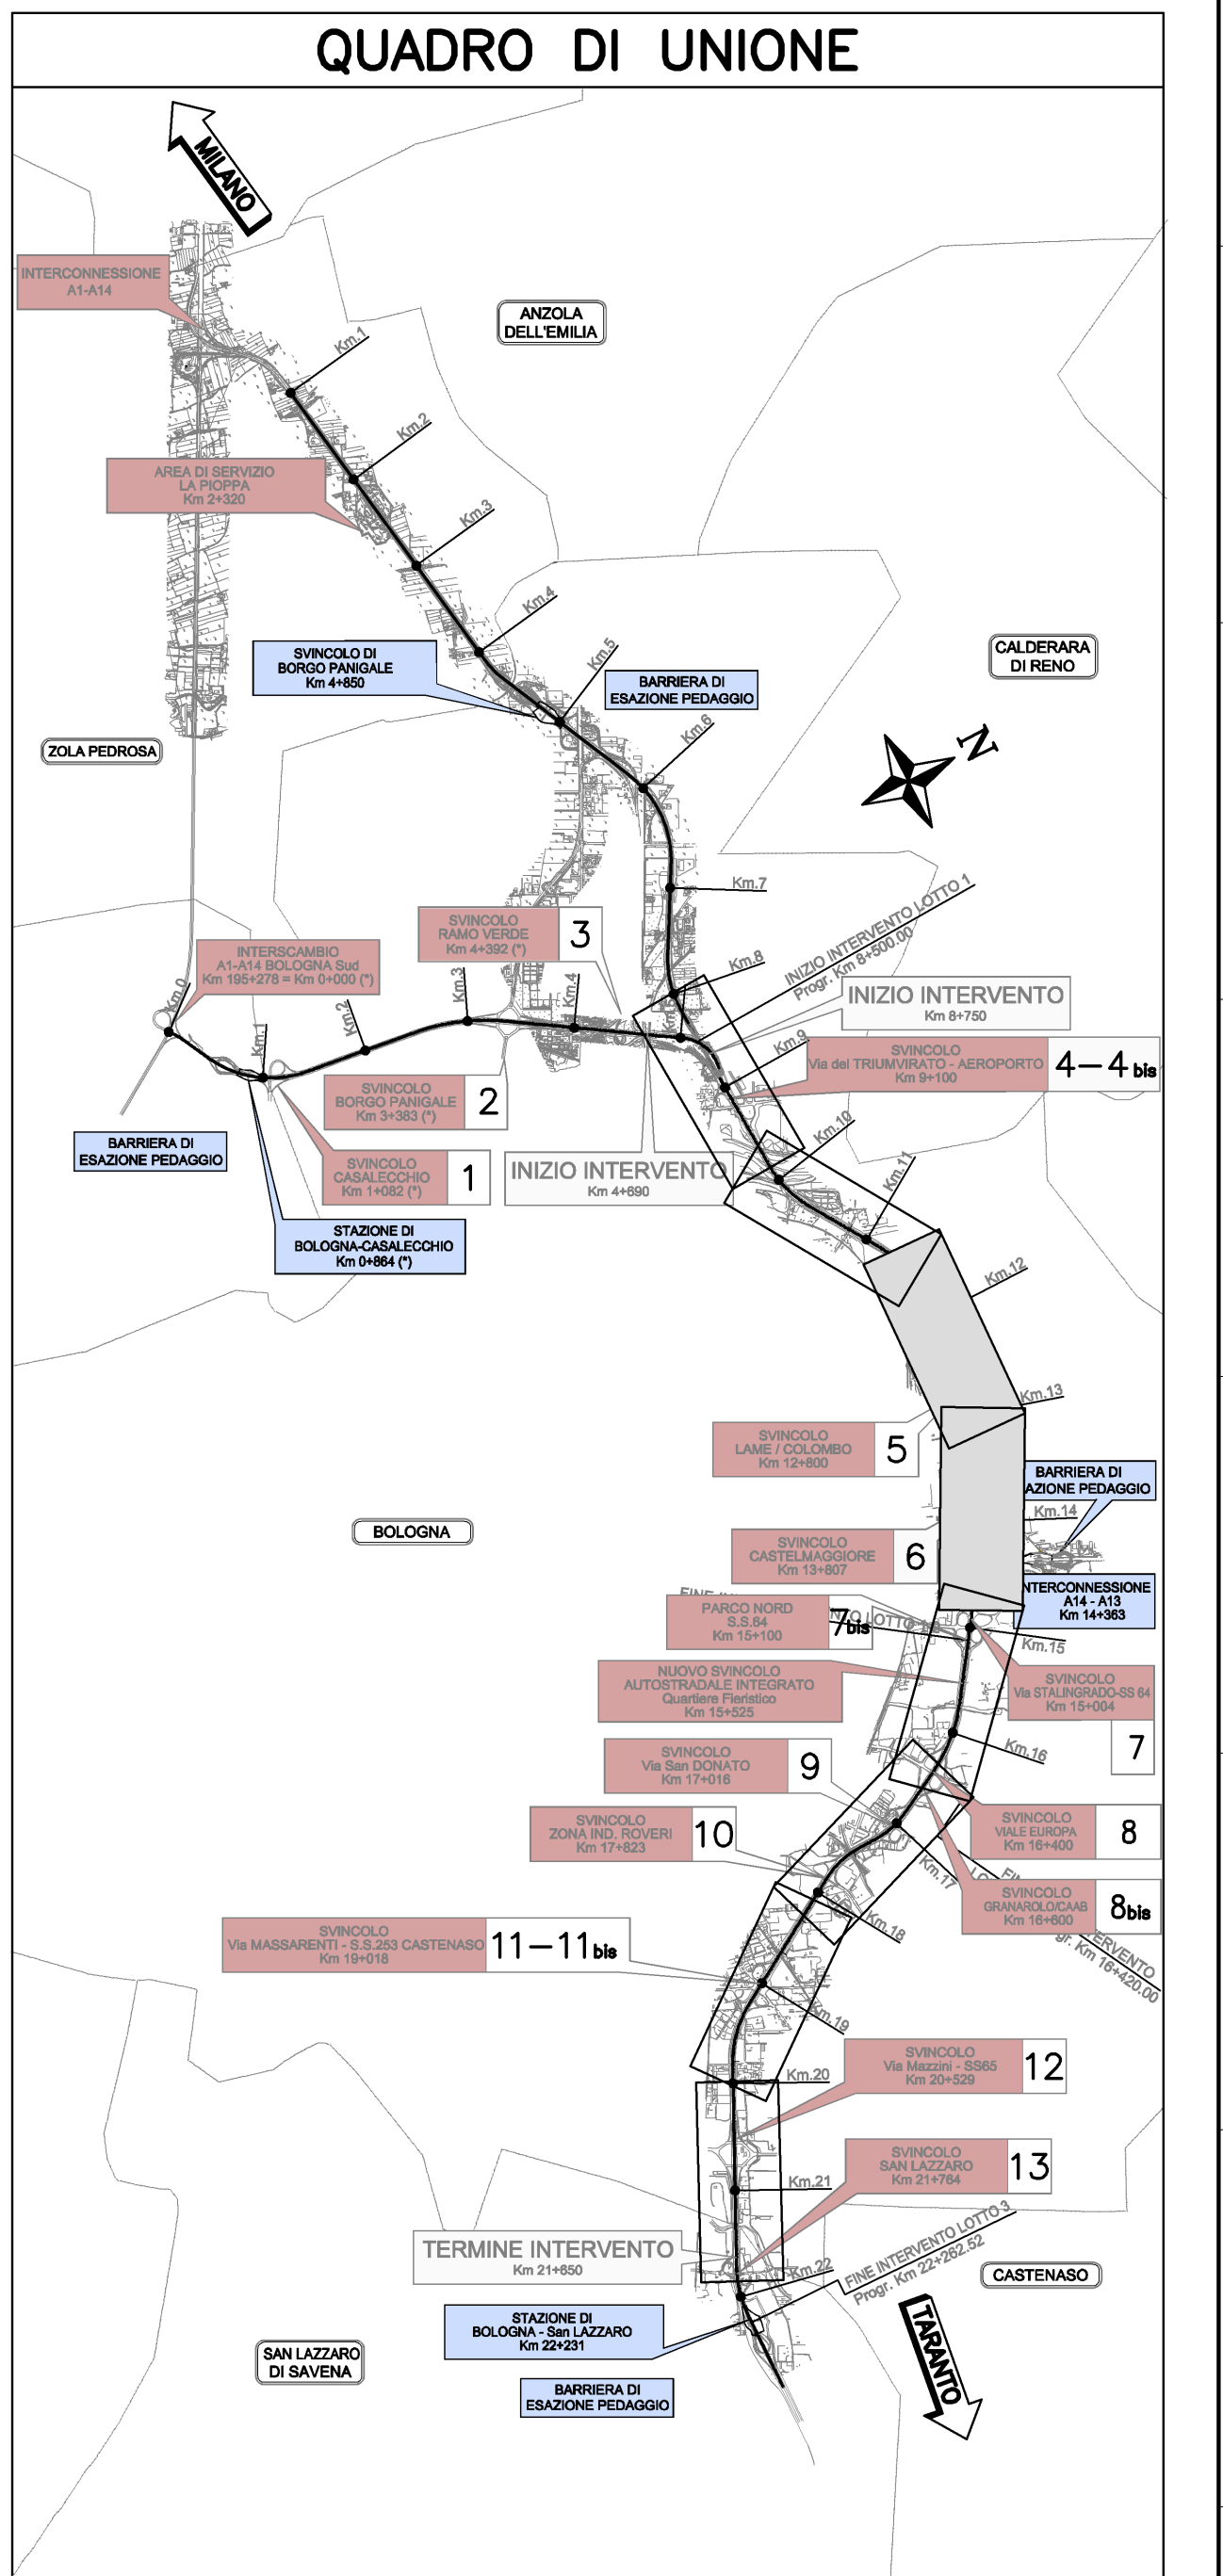 QUADRO DI UNIONE
MILANO
INTERCONNESSIONE
A1-A14
ANZOLA
DELL'EMILIA
Km.1
Km.2
AREA DI SERVIZIO
LA PIOPPA
Km 2+320
Km.3
Km.4
SVINCOLO DI
BORGO PANIGALE
Km 4+850
Km.5
BARRIERA DI
ESAZIONE PEDAGGIO
CALDERARA
DI RENO
Km.6
ZOLA PEDROSA
N
Km.7
INIZIO INTERVENTO LOTTO 1
Progr. Km 8+500.00
SVINCOLO
RAMO VERDE
Km 4+392 (*)
3
INTERSCAMBIO
A1-A14 BOLOGNA Sud
Km 195+278 = Km 0+000 (*)
Km.0
Km.1
Km.2
Km.3
Km.4
Km.8
INIZIO INTERVENTO
Km 8+750
Km.9
SVINCOLO
Via del TRIUMVIRATO - AEROPORTO
Km 9+100
4-4 bis
SVINCOLO
BORGO PANIGALE
Km 3+383 (*)
2
BARRIERA DI
ESAZIONE PEDAGGIO
SVINCOLO
CASALECCHIO
Km 1+082 (*)
1
INIZIO INTERVENTO
Km 4+690
Km.10
Km.11
STAZIONE DI
BOLOGNA-CASALECCHIO
Km 0+864 (*)
Km.12
Km.13
SVINCOLO
LAME / COLOMBO
Km 12+800
5
BARRIERA DI
AZIONE PEDAGGIO
Km.14
BOLOGNA
SVINCOLO
CASTELMAGGIORE
Km 13+807
6
NTERCONNESSIONE
A14 - A13
Km 14+363
PARCO NORD
S.S.64
Km 15+100
7bis
LOTTO
Km.15
NUOVO SVINCOLO
AUTOSTRADALE INTEGRATO
Quartiere Fieristico
Km 15+525
SVINCOLO
Via STALINGRADO-SS 64
Km 15+004
7
Km.16
SVINCOLO
Via San DONATO
Km 17+016
9
SVINCOLO
VIALE EUROPA
Km 16+400
8
SVINCOLO
ZONA IND. ROVERI
Km 17+823
10
Km.17
SVINCOLO
GRANAROLO/CAAB
Km 16+600
8bis
ERVENTO
gr. Km 16+420.00
Km.18
SVINCOLO
Via MASSARENTI - S.S.253 CASTENASO
Km 19+018
11-11bis
Km.19
SVINCOLO
Via Mazzini - SS65
Km 20+529
12
Km.20
SVINCOLO
SAN LAZZARO
Km 21+764
13
Km.21
TERMINE INTERVENTO
Km 21+650
Km.22
FINE INTERVENTO LOTTO 3
Progr. Km 22+262.52
CASTENASO
STAZIONE DI
BOLOGNA - San LAZZARO
Km 22+231
SAN LAZZARO
DI SAVENA
BARRIERA DI
ESAZIONE PEDAGGIO
TARANTO